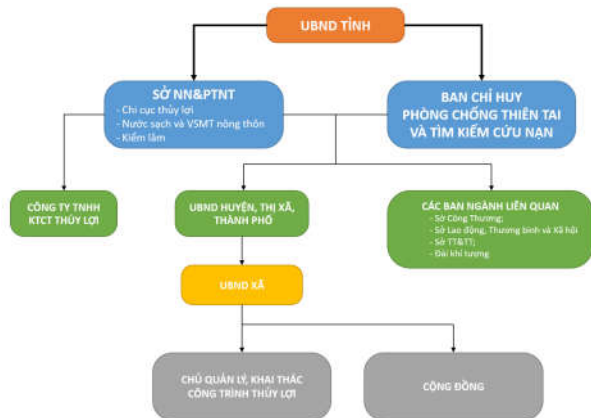 UBND TỈNH
SỞ NN&PTNT
- Chi cục thủy lợi
- Nước sạch và VSMT nông thôn
- Kiểm lâm
BAN CHỈ HUY
PHÒNG CHỐNG THIÊN TAI
VÀ TÌM KIẾM CỨU NẠN
CÔNG TY TNHH
KTCT THỦY LỢI
UBND HUYỆN, THỊ XÃ,
THÀNH PHỐ
CÁC BAN NGÀNH LIÊN QUAN
- Sở Công Thương;
- Sở Lao động, Thương binh và Xã hội
- Sở TT&TT;
- Đài khí tượng
UBND XÃ
CHỦ QUẢN LÝ, KHAI THÁC
CÔNG TRÌNH THỦY LỢI
CỘNG ĐỒNG